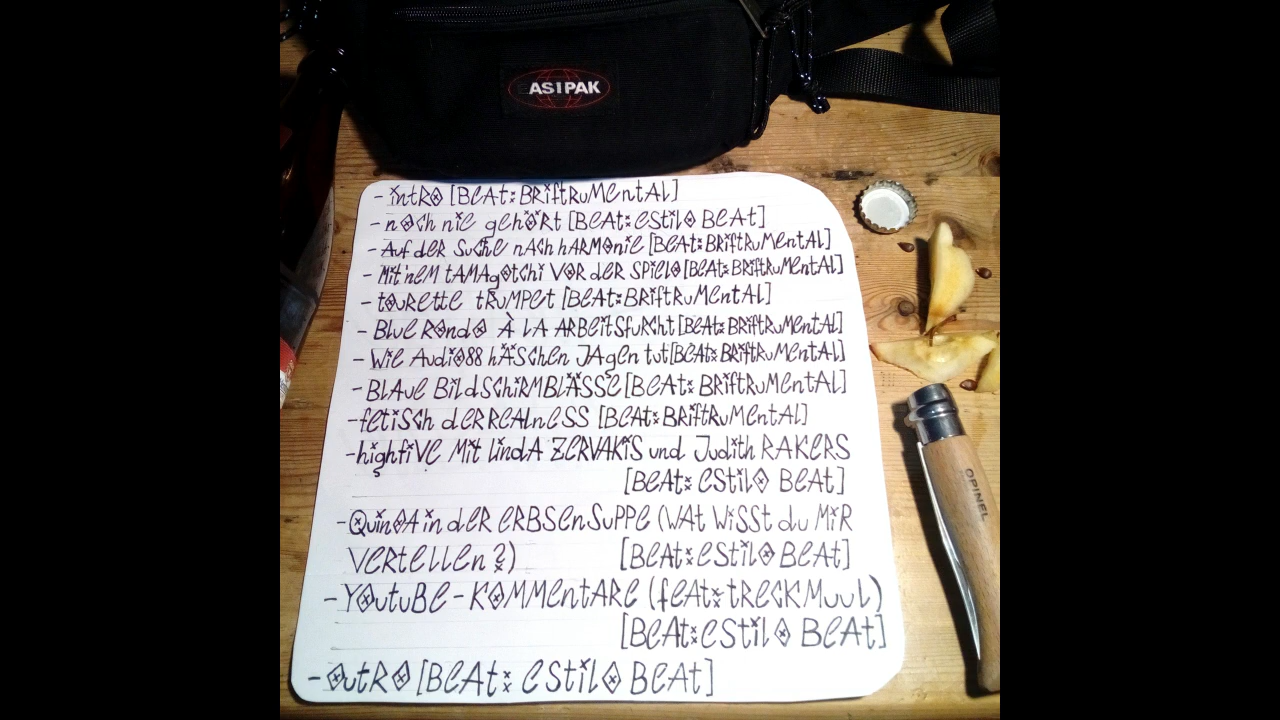 ASIPAK
- intRO [BeAt: BRiftRuMentAl]
- noch nie gehört [BeAt: eStilO BeAt]
- Auf deR Suche nACh hARMOnie [BeAt: BRiftRuMentAl]
- Mit'neM tAMAgotchi VOR deR SPielO [BeAt: BRiftRuMentAl]
- tOuRette tRuMPet [BeAt: BRiftRuMentAl]
- Blue ROndO À LA ARBeitSfuRCht [BeAt: BRiftRuMentAl]
- Wie AudiO88 hÄSChen JAgen tut [BeAt: BRiftRuMentAl]
- BLAue BildSChiRMBLÄSSe [BeAt: BRiftRuMentAl]
- fetiSCh deR ReAlneSS [BeAt: BRiftRuMentAl]
- highfiVe Mit lindA ZeRVAKiS und Judith RAKeRS
[BeAt: eStilO BeAt]
- QuinOA in deR eRBSenSuPPe (WAt WiSSt du MiR
VeRtellen?) [BeAt: eStilO BeAt]
- YOutuBe-KOMMentARe (feAt: tReCKMuul)
[BeAt: eStilO BeAt]
- OutRO [BeAt: eStilO BeAt]
OPINEL